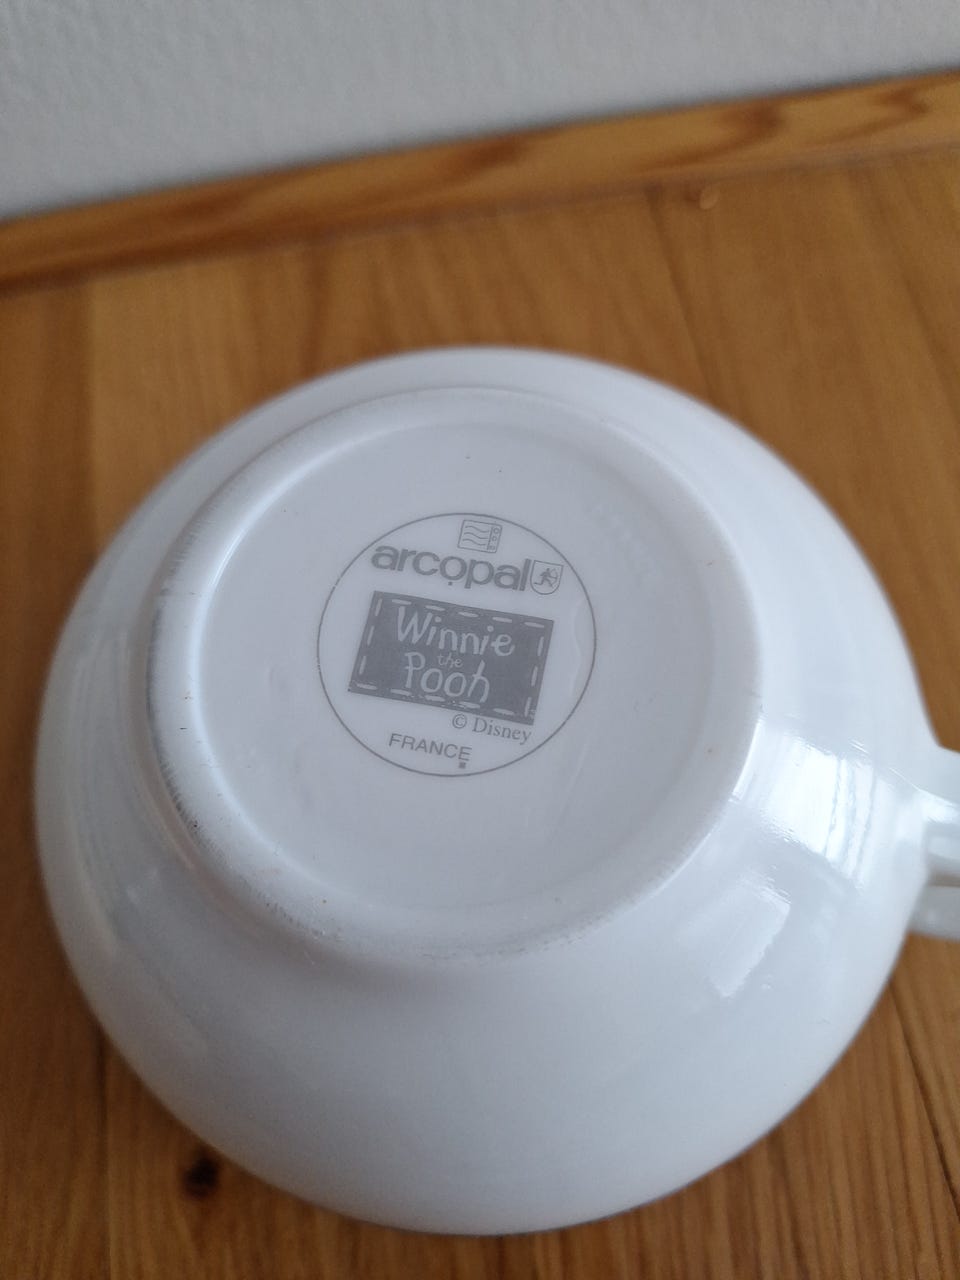 arcopal
Winnie
the
Pooh
© Disney
FRANCE